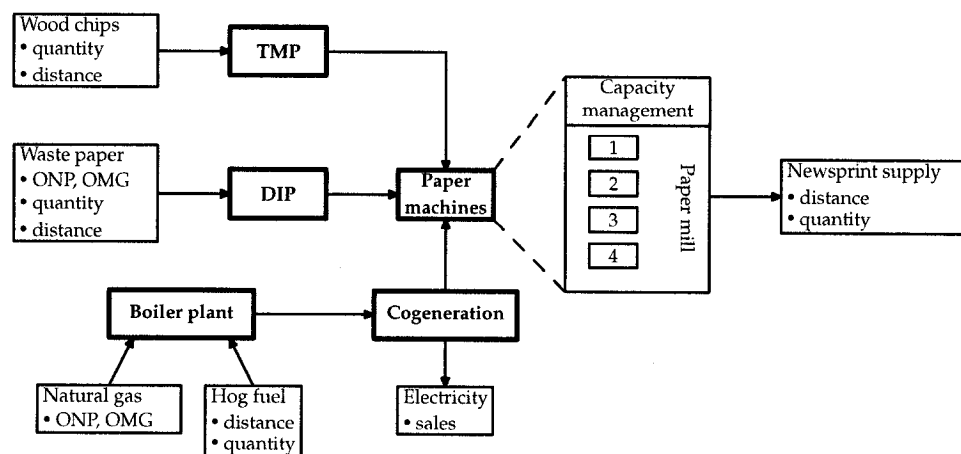 Wood chips
• quantity
• distance
TMP
Waste paper
• ONP, OMG
• quantity
• distance
DIP
Paper
machines
Capacity
management
1
2
3
4
Paper mill
Newsprint supply
• distance
• quantity
Boiler plant
Cogeneration
Natural gas
• ONP, OMG
Hog fuel
• distance
• quantity
Electricity
• sales